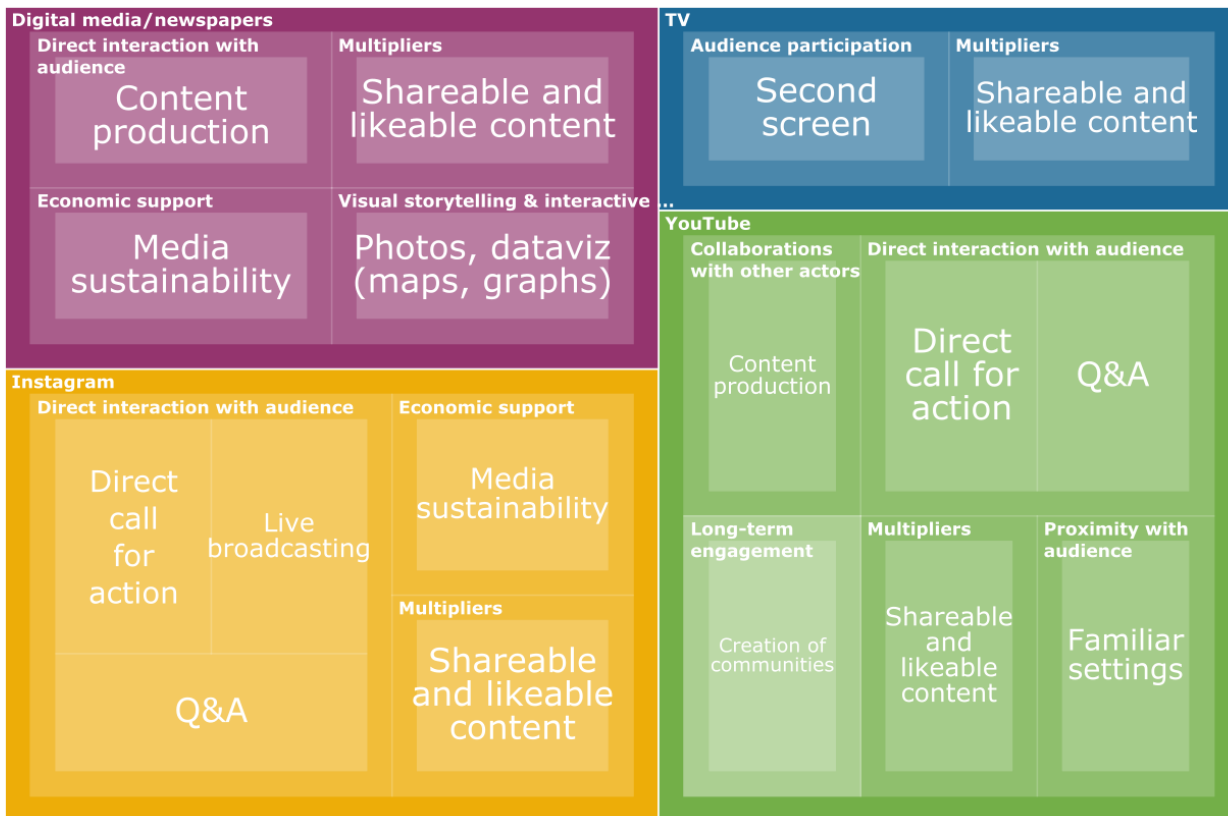 Digital media/newspapers
Direct interaction with
audience
Content
production
Multipliers
Shareable and
likeable content
Economic support
Media
sustainability
Visual storytelling & interactive ...
Photos, dataviz
(maps, graphs)
TV
Audience participation
Second
screen
Multipliers
Shareable and
likeable content
Instagram
Direct interaction with audience
Direct
call
for
action
Live
broadcasting
Q&A
Economic support
Media
sustainability
Multipliers
Shareable
and likeable
content
YouTube
Collaborations
with other actors
Content
production
Direct interaction with audience
Direct
call for
action
Q&A
Long-term
engagement
Creation of
communities
Multipliers
Shareable
and
likeable
content
Proximity with
audience
Familiar
settings